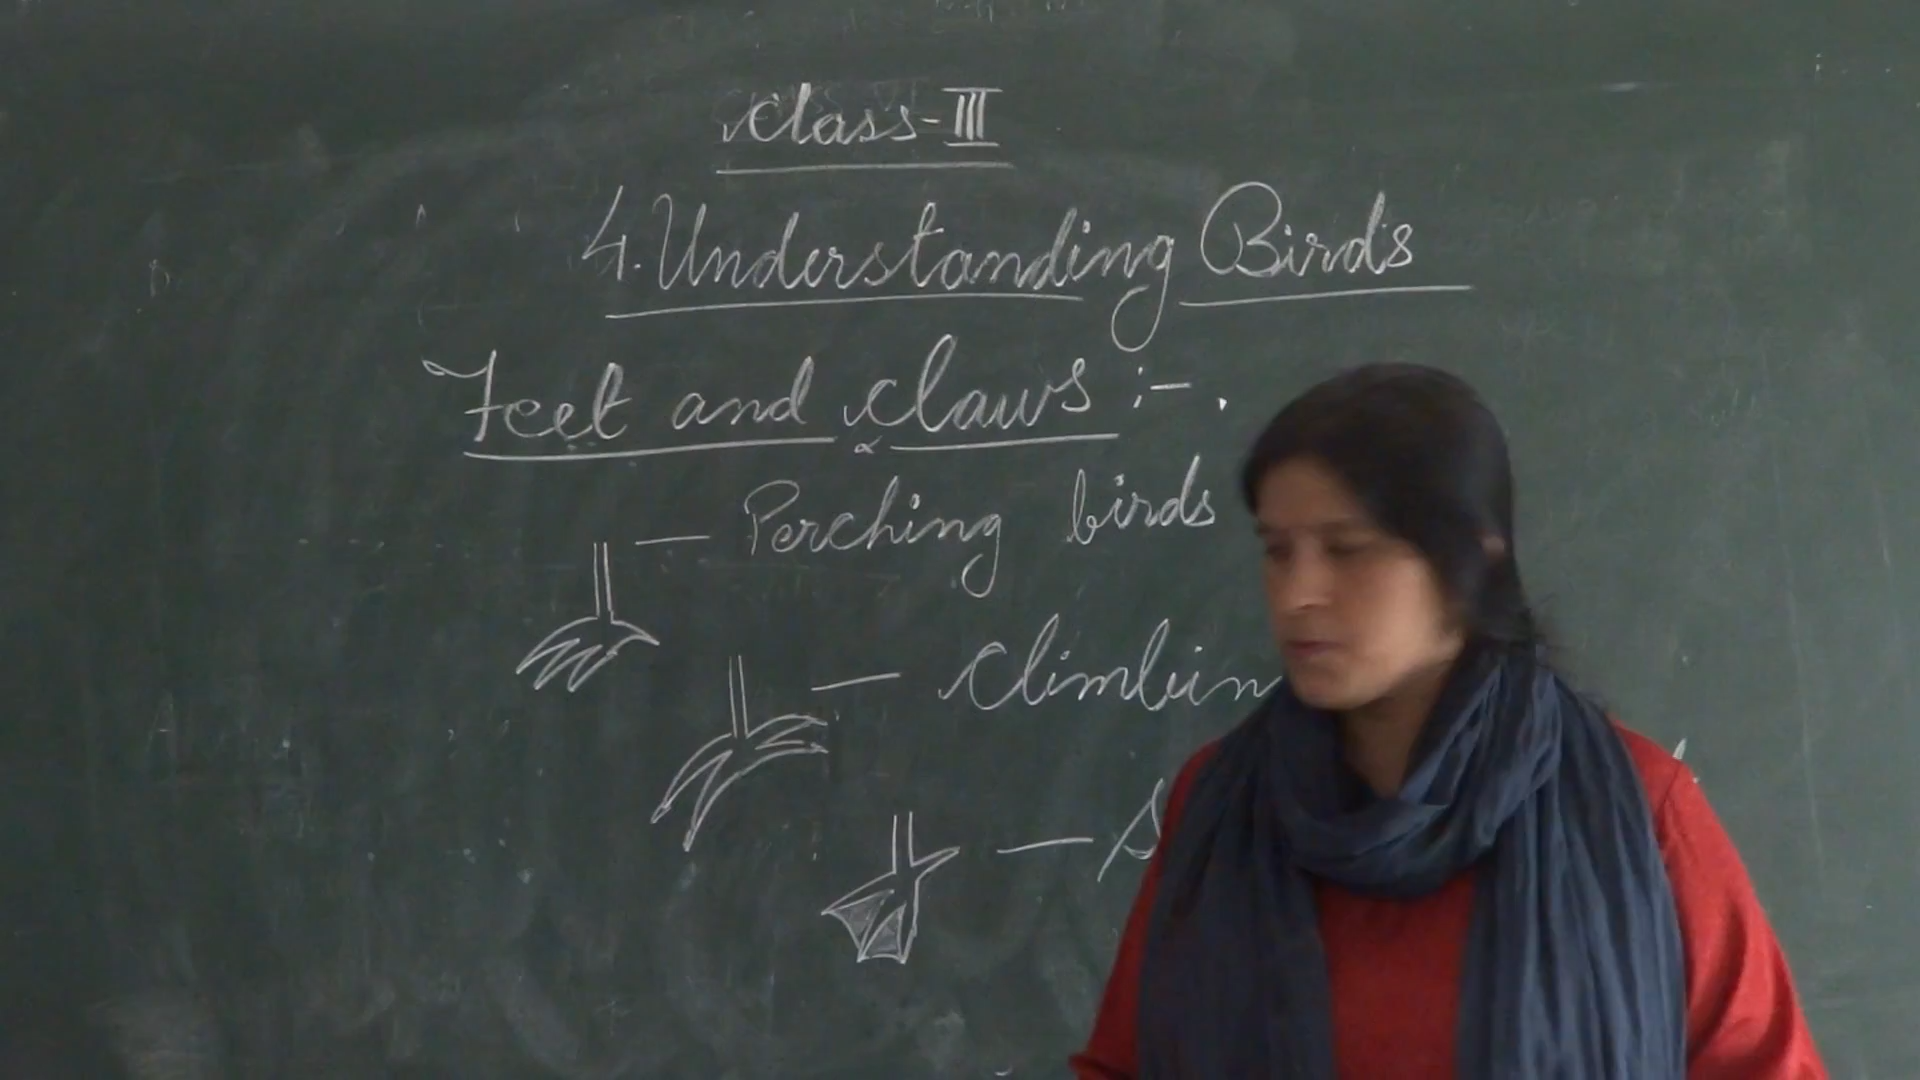 Class-III
4. Understanding Birds
Feet and claws :-
— Perching birds
— Climbin
— S